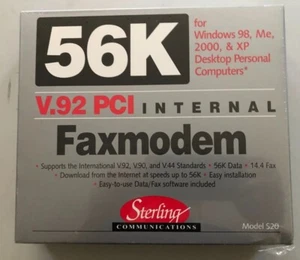 56K
for
Windows 98, Me,
2000, & XP
Desktop Personal
Computers*
V.92 PCI INTERNAL
Faxmodem
• Supports the International V.92, V.90, and V.44 Standards • 56K Data • 14.4 Fax
• Download from the Internet at speeds up to 56K • Easy installation
• Easy-to-use Data/Fax software included
Sterling
COMMUNICATIONS
Model 520